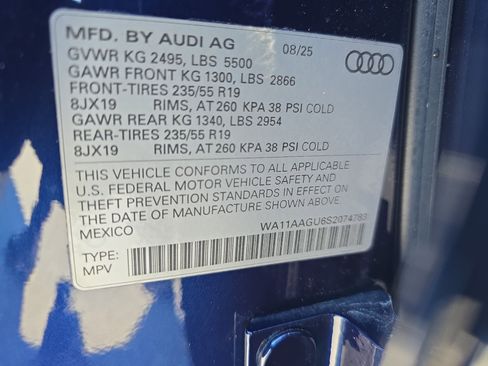 MFD. BY AUDI AG 08/25
GVWR KG 2495, LBS 5500
GAWR FRONT KG 1300, LBS 2866
FRONT-TIRES 235/55 R19
8JX19 RIMS, AT 260 KPA 38 PSI COLD
GAWR REAR KG 1340, LBS 2954
REAR-TIRES 235/55 R19
8JX19 RIMS, AT 260 KPA 38 PSI COLD
THIS VEHICLE CONFORMS TO ALL APPLICABLE
U.S. FEDERAL MOTOR VEHICLE SAFETY AND
THEFT PREVENTION STANDARDS IN EFFECT ON
THE DATE OF MANUFACTURE SHOWN ABOVE.
MEXICO
WA11AAGU6S2074783
TYPE:
MPV